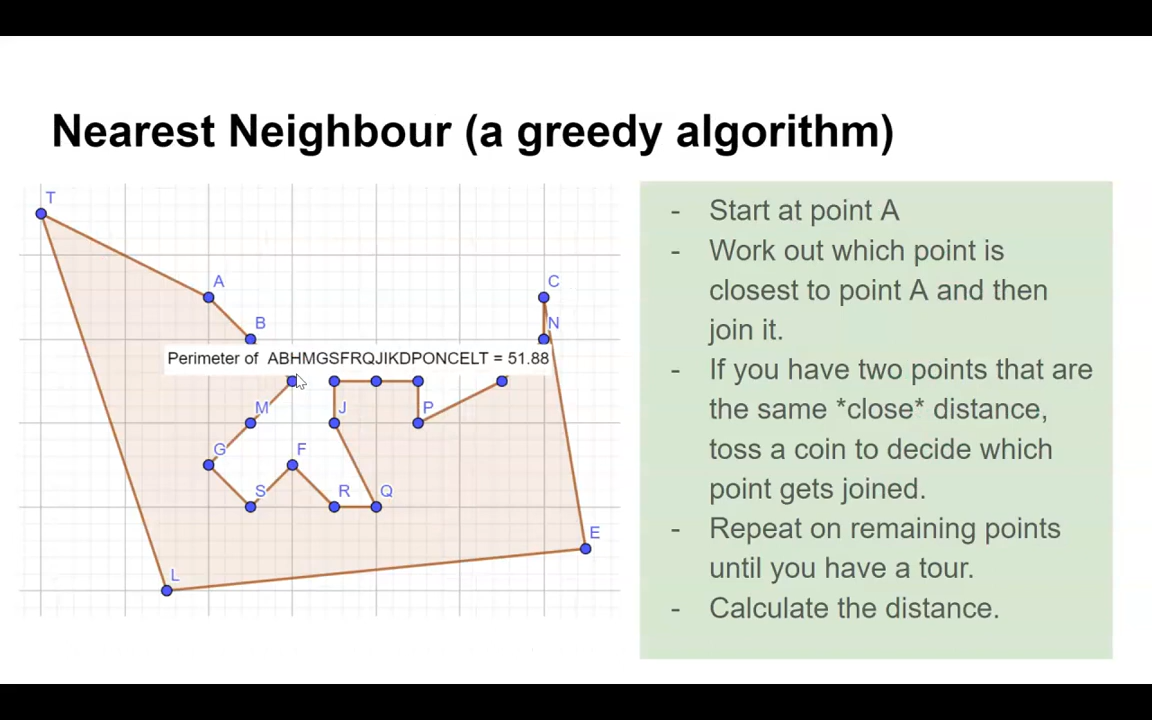 Nearest Neighbour (a greedy algorithm)
T
A
B
C
N
Perimeter of ABHMGSFRQJIKDPONCELT = 51.88
M
J
P
G
F
S
R
Q
E
L
- Start at point A
- Work out which point is
closest to point A and then
join it.
- If you have two points that are
the same *close* distance,
toss a coin to decide which
point gets joined.
- Repeat on remaining points
until you have a tour.
- Calculate the distance.